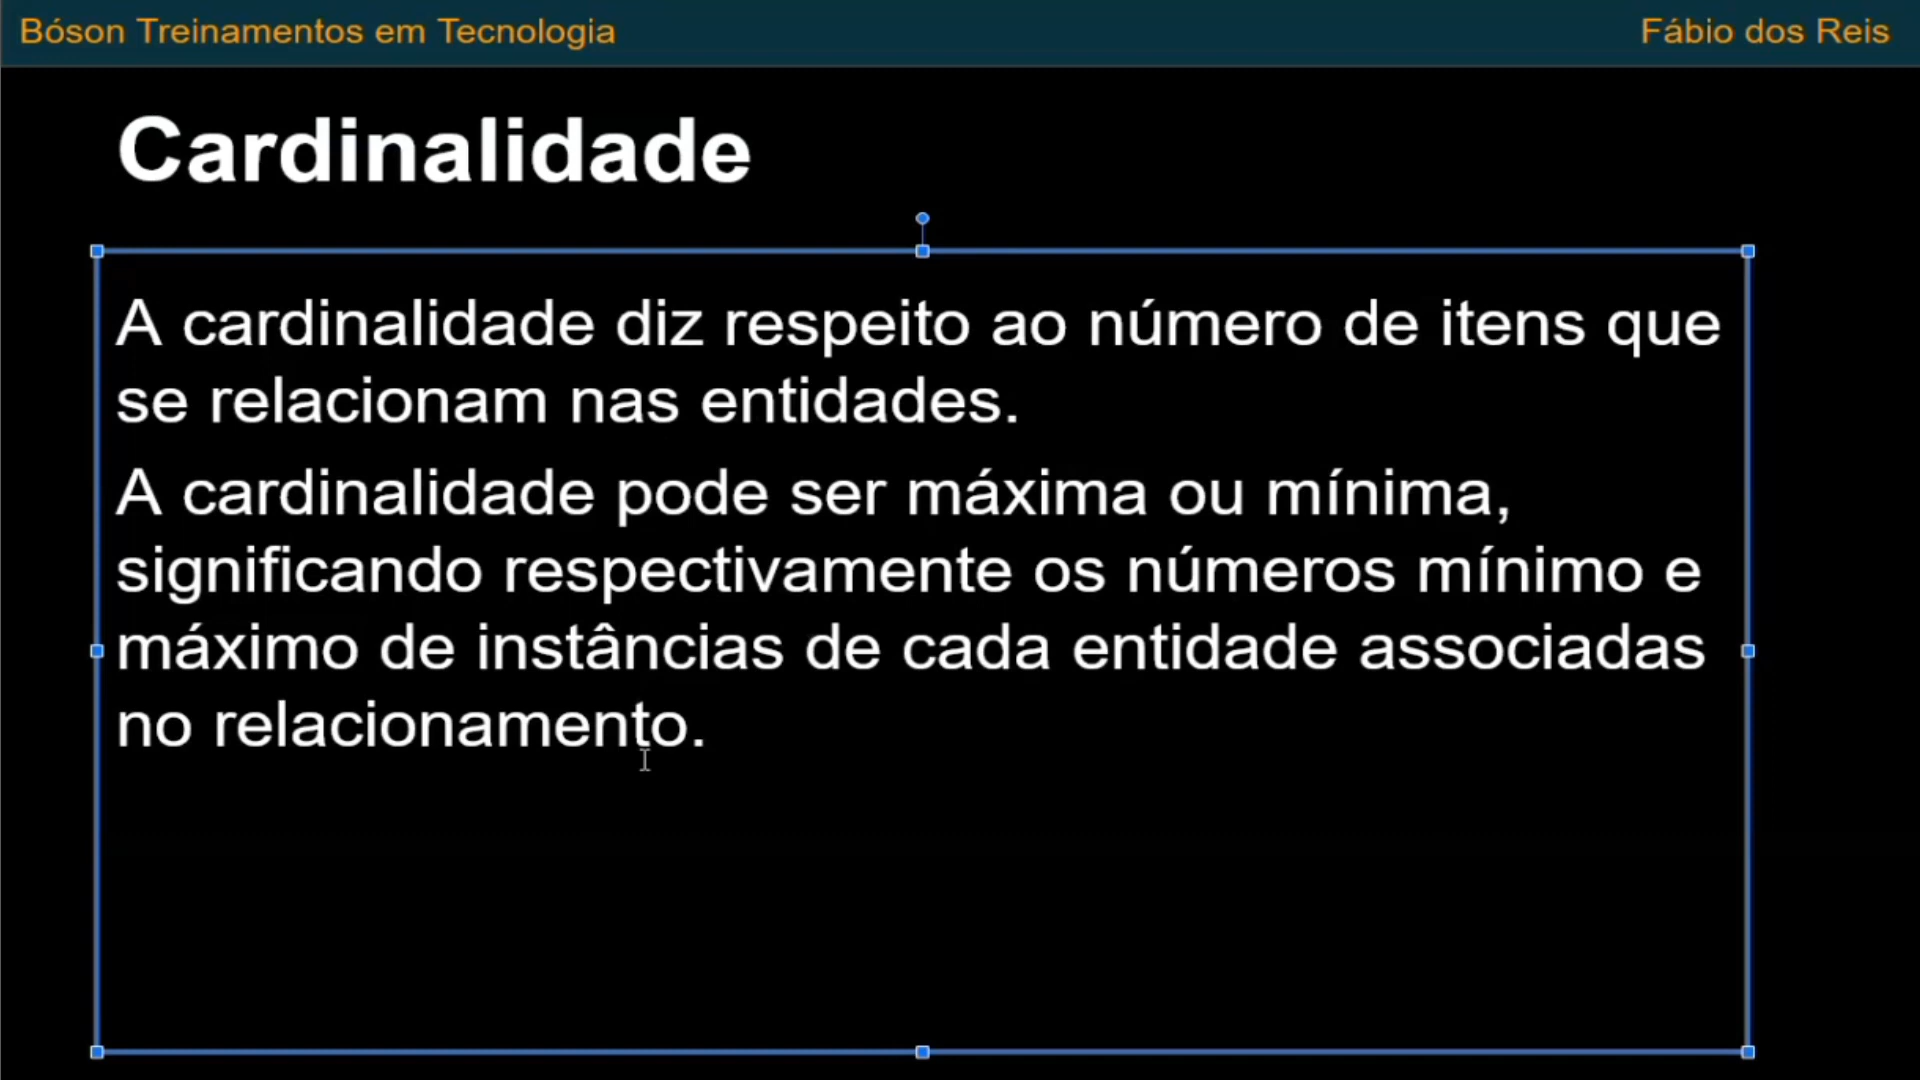 Bóson Treinamentos em Tecnologia
Fábio dos Reis
Cardinalidade
A cardinalidade diz respeito ao número de itens que
se relacionam nas entidades.
A cardinalidade pode ser máxima ou mínima,
significando respectivamente os números mínimo e
máximo de instâncias de cada entidade associadas
no relacionamento.